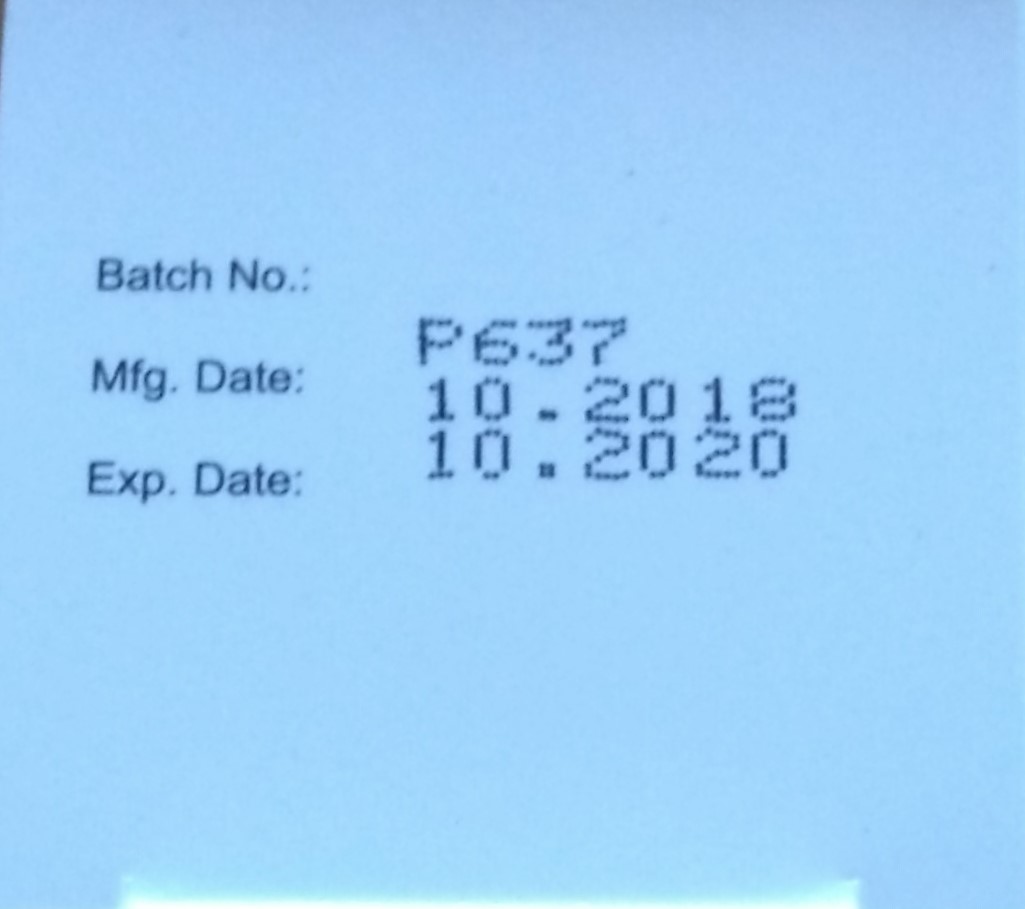 Batch No.:
P637
Mfg. Date:
10.2018
Exp. Date:
10.2020